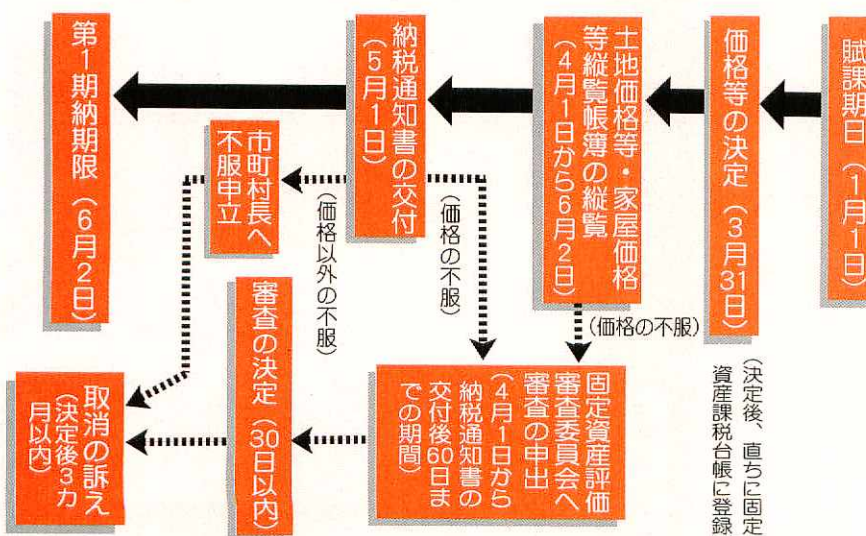 賦課期日（1月1日）
価格等の決定（3月31日）
（決定後、直ちに固定
資産課税台帳に登録
土地価格等・家屋価格
等縦覧帳簿の縦覧
（4月1日から6月2日）
（価格の不服）
固定資産評価
審査委員会へ
審査の申出
（4月1日から
納税通知書の
交付後60日ま
での期間）
納税通知書の交付
（5月1日）
（価格の不服）
（価格以外の不服）
市町村長へ
不服申立
審査の決定（30日以内）
第1期納期限（6月2日）
取消の訴え
（決定後3カ
月以内）